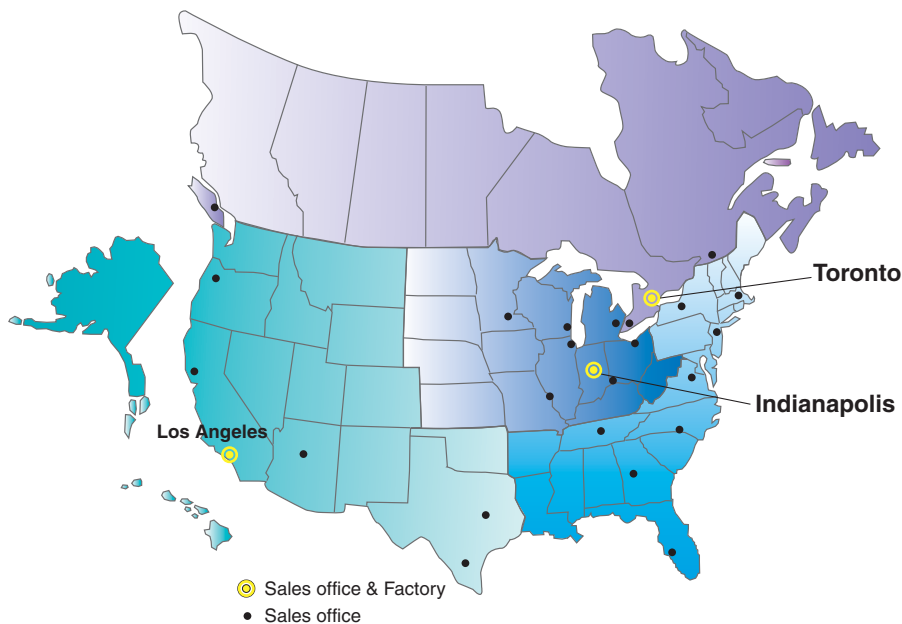 Toronto
Indianapolis
Los Angeles
Sales office & Factory
Sales office